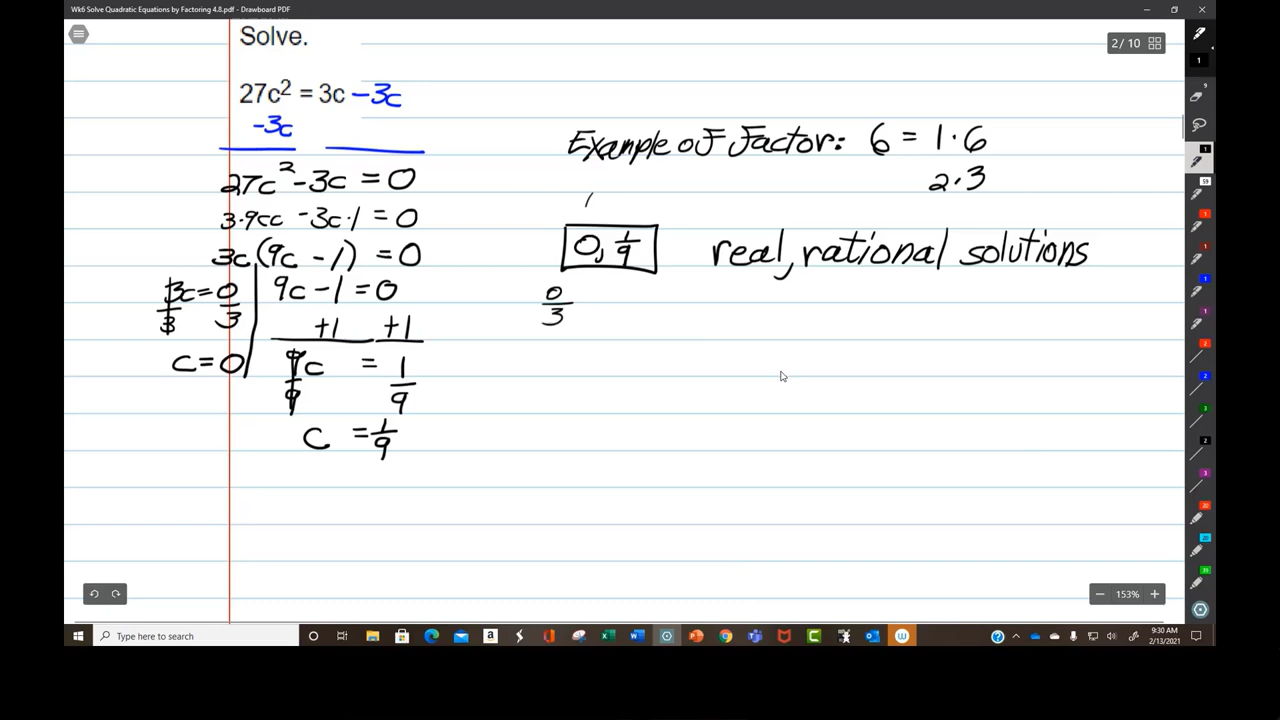 Wk6 Solve Quadratic Equations by Factoring 4.8.pdf - Drawboard PDF
2 / 10
Solve.
27c² = 3c -3c
-3c
27c² - 3c = 0
3·9cc - 3c·1 = 0
3c(9c - 1) = 0
3c = 0
3 3
c = 0
9c - 1 = 0
+1 +1
9c = 1
9 9
c = 1/9
Example of Factor: 6 = 1·6
2·3
0, 1/9 real, rational solutions
0/3
153%
Type here to search
9:30 AM
2/13/2021